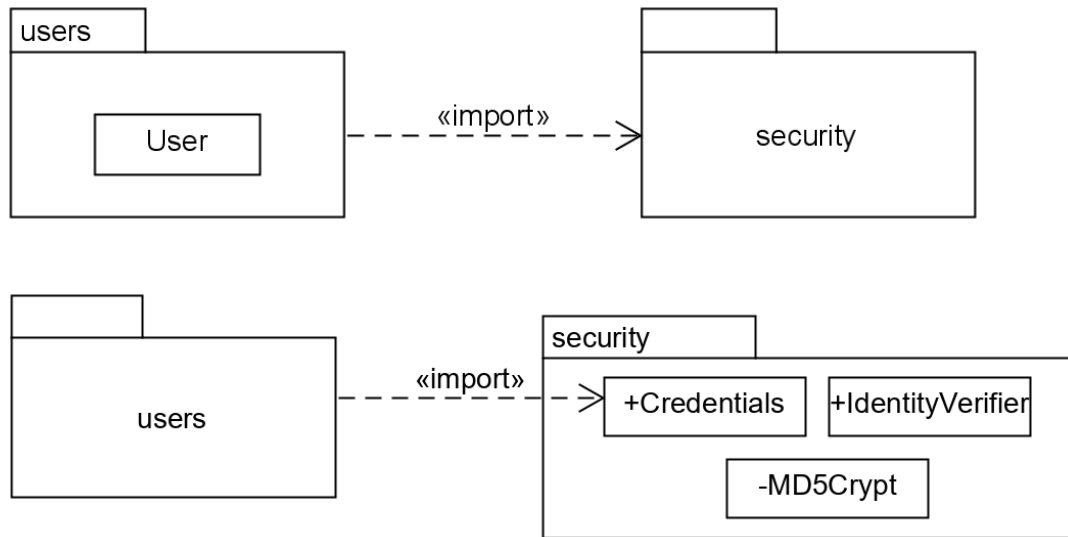 users
User
«import»
security
users
«import»
security
+Credentials
+IdentityVerifier
-MD5Crypt